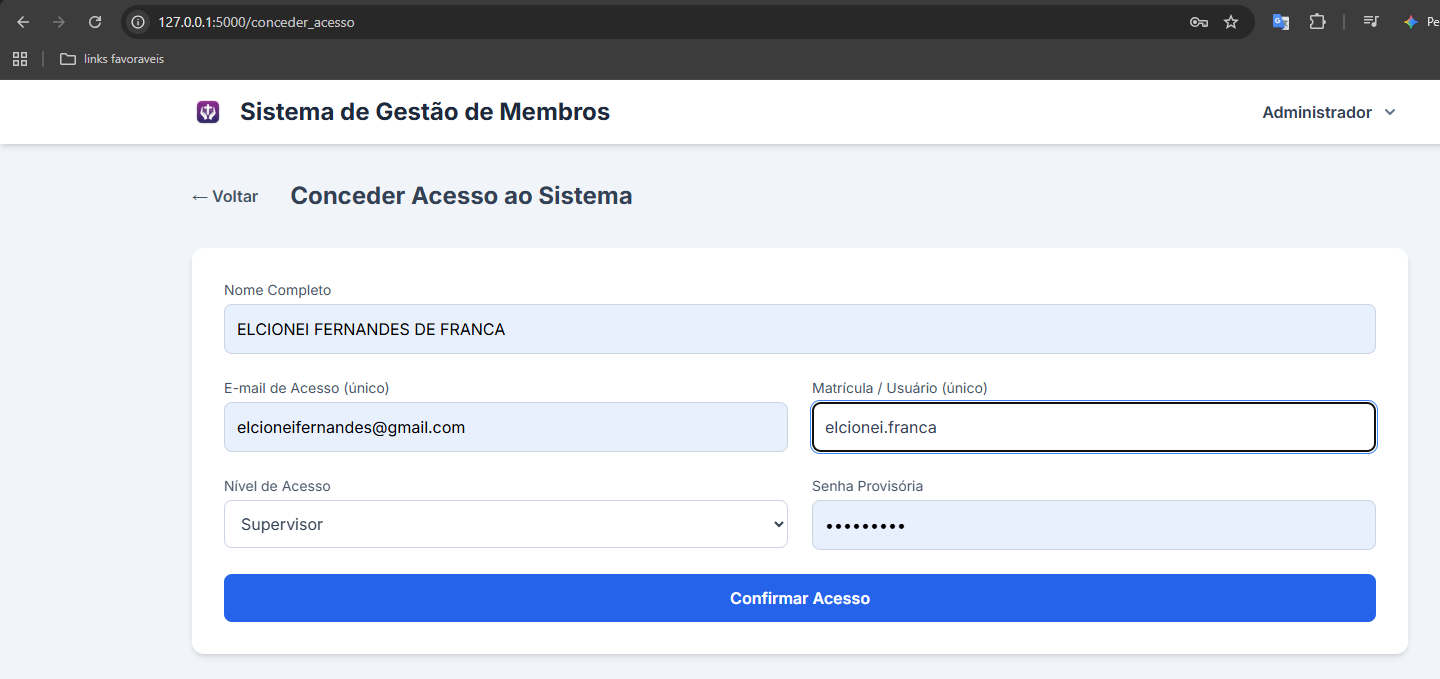 127.0.0.1:5000/conceder_acesso
Pe
links favoraveis
Sistema de Gestão de Membros
Administrador
← Voltar
Conceder Acesso ao Sistema
Nome Completo
ELCIONEI FERNANDES DE FRANCA
E-mail de Acesso (único)
Matrícula / Usuário (único)
elcioneifernandes@gmail.com
elcionei.franca
Nível de Acesso
Senha Provisória
Supervisor
•••••••••
Confirmar Acesso